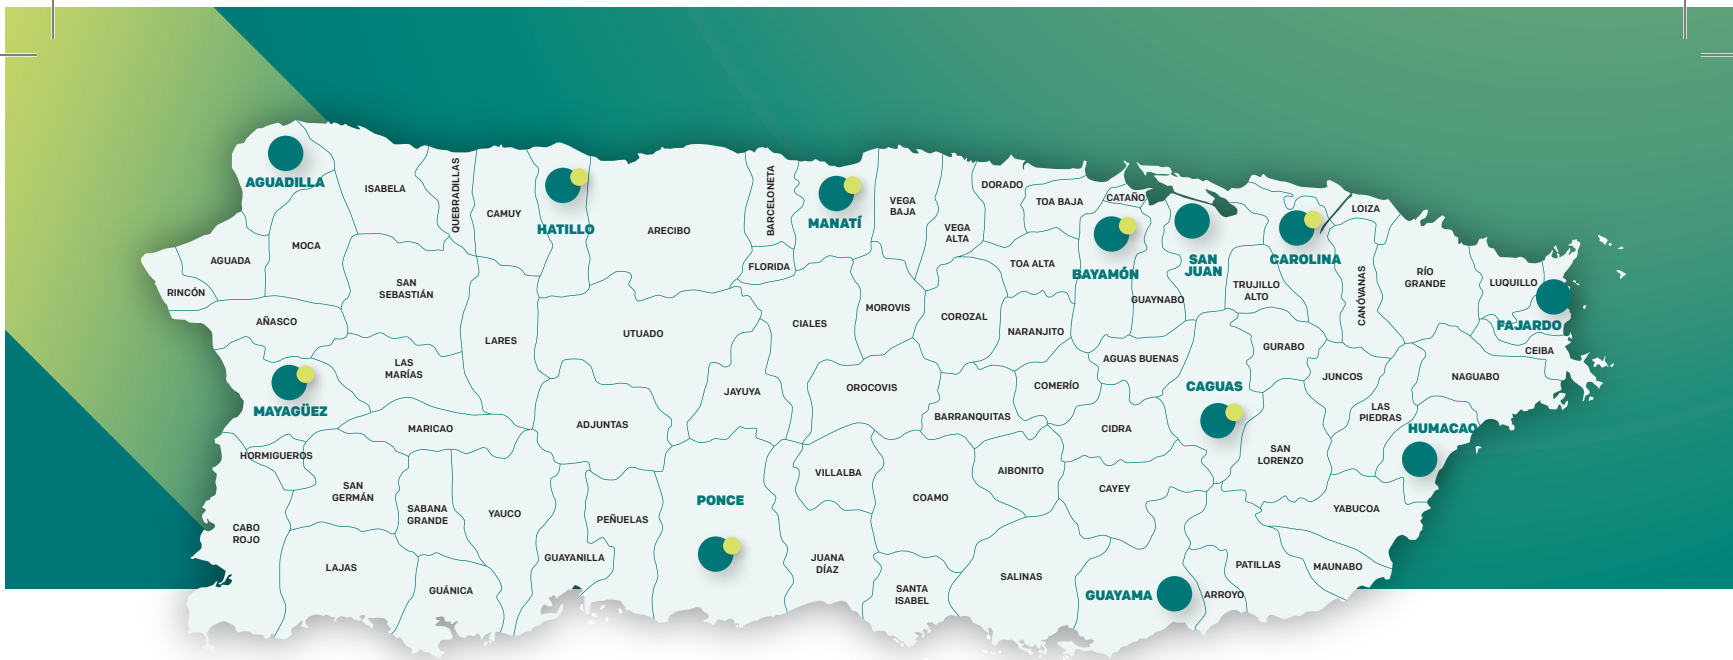 AGUADILLA
ISABELA
QUEBRADILLAS
CAMUY
HATILLO
ARECIBO
BARCELONETA
MANATÍ
VEGA
BAJA
VEGA
ALTA
DORADO
TOA BAJA
CATAÑO
BAYAMÓN
SAN
JUAN
CAROLINA
LOIZA
MOCA
AGUADA
RINCÓN
SAN
SEBASTIÁN
FLORIDA
TOA ALTA
GUAYNABO
TRUJILLO
ALTO
CANÓVANAS
RÍO
GRANDE
LUQUILLO
FAJARDO
CEIBA
AÑASCO
LARES
UTUADO
CIALES
MOROVIS
COROZAL
NARANJITO
AGUAS BUENAS
GURABO
JUNCOS
NAGUABO
LAS
MARÍAS
MAYAGÜEZ
JAYUYA
OROCOVIS
COMERÍO
CAGUAS
LAS
PIEDRAS
HUMACAO
MARICAO
ADJUNTAS
BARRANQUITAS
CIDRA
HORMIGUEROS
SAN
GERMÁN
SABANA
GRANDE
YAUCO
PEÑUELAS
PONCE
VILLALBA
COAMO
AIBONITO
CAYEY
SAN
LORENZO
YABUCOA
CABO
ROJO
LAJAS
GUÁNICA
GUAYANILLA
JUANA
DÍAZ
SANTA
ISABEL
SALINAS
GUAYAMA
ARROYO
PATILLAS
MAUNABO